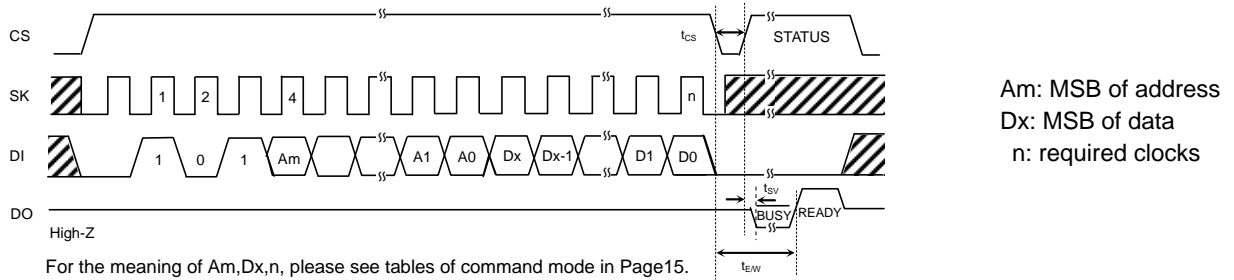 CS
tCS
STATUS
SK
1 2 4 n
DI
1 0 1 Am A1 A0 Dx Dx-1 D1 D0
tSV
DO
BUSY READY
High-Z
tE/W
For the meaning of Am,Dx,n, please see tables of command mode in Page15.
Am: MSB of address
Dx: MSB of data
n: required clocks